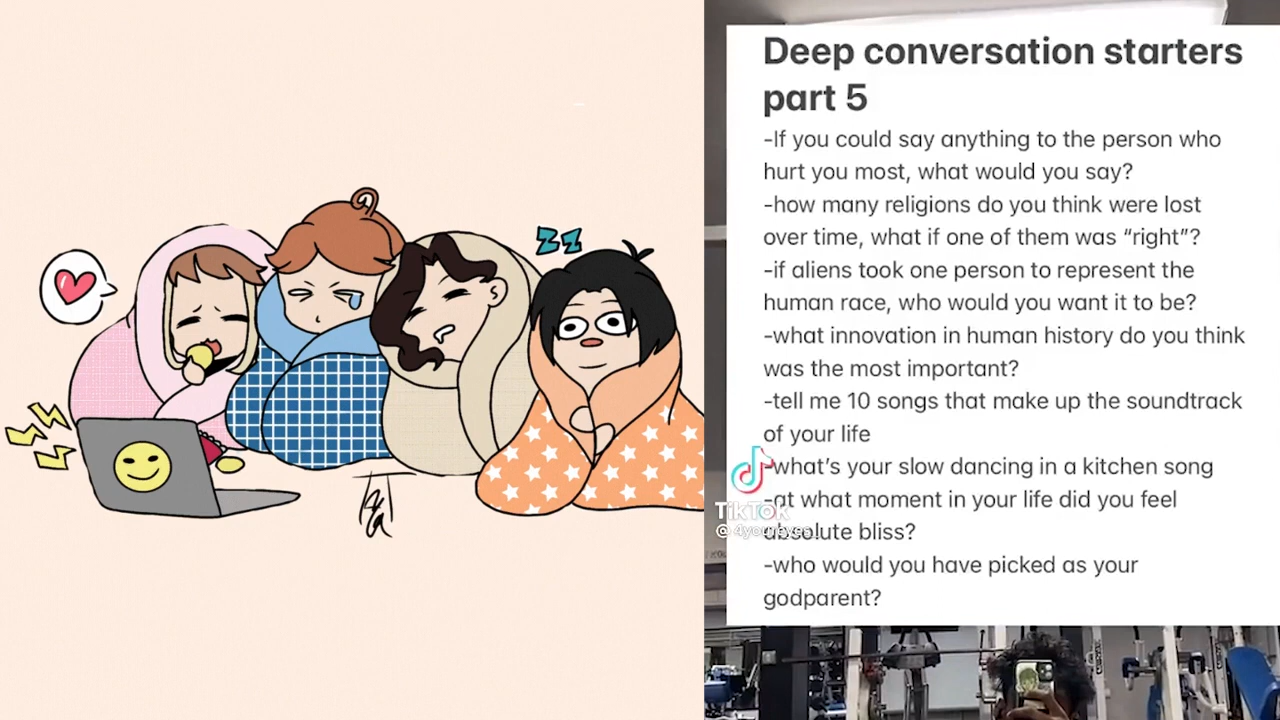 zz
Deep conversation starters
part 5
-If you could say anything to the person who
hurt you most, what would you say?
-how many religions do you think were lost
over time, what if one of them was “right”?
-if aliens took one person to represent the
human race, who would you want it to be?
-what innovation in human history do you think
was the most important?
-tell me 10 songs that make up the soundtrack
of your life
-what’s your slow dancing in a kitchen song
-at what moment in your life did you feel
absolute bliss?
-who would you have picked as your
godparent?
TikTok